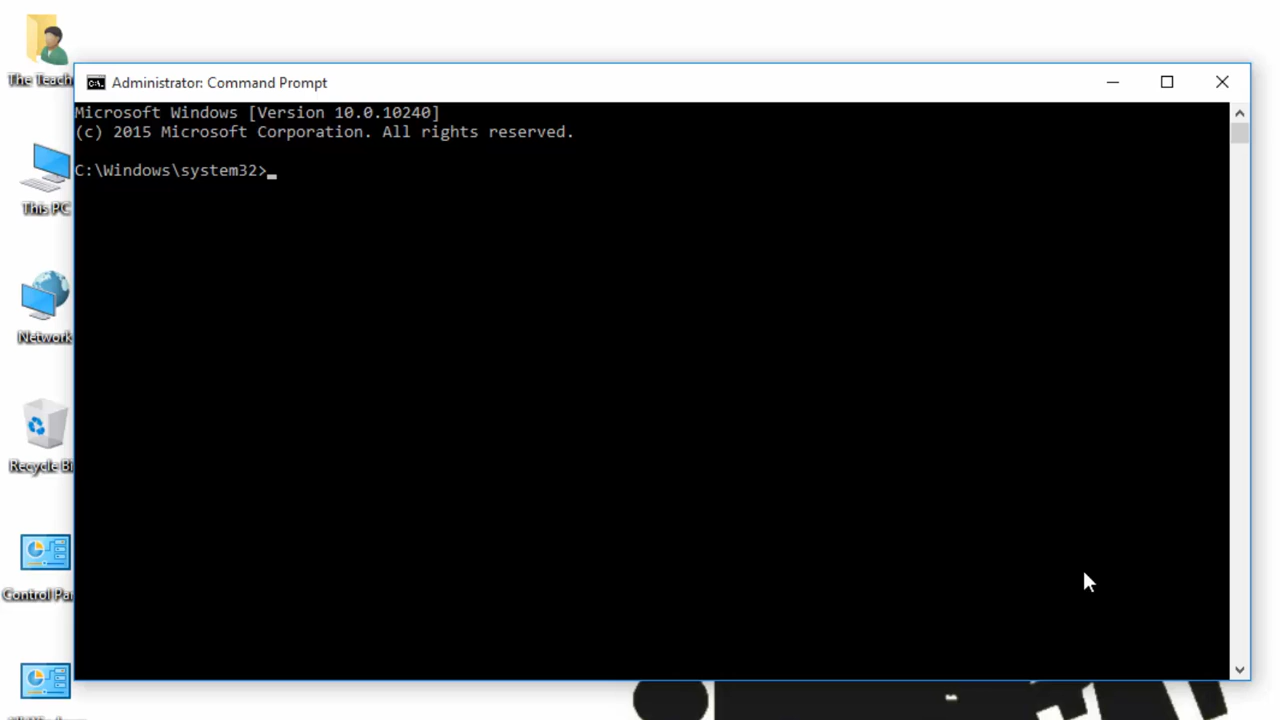 The Teach
Administrator: Command Prompt
Microsoft Windows [Version 10.0.10240]
(c) 2015 Microsoft Corporation. All rights reserved.
C:\Windows\system32>
This PC
Network
Recycle Bi
Control Pa